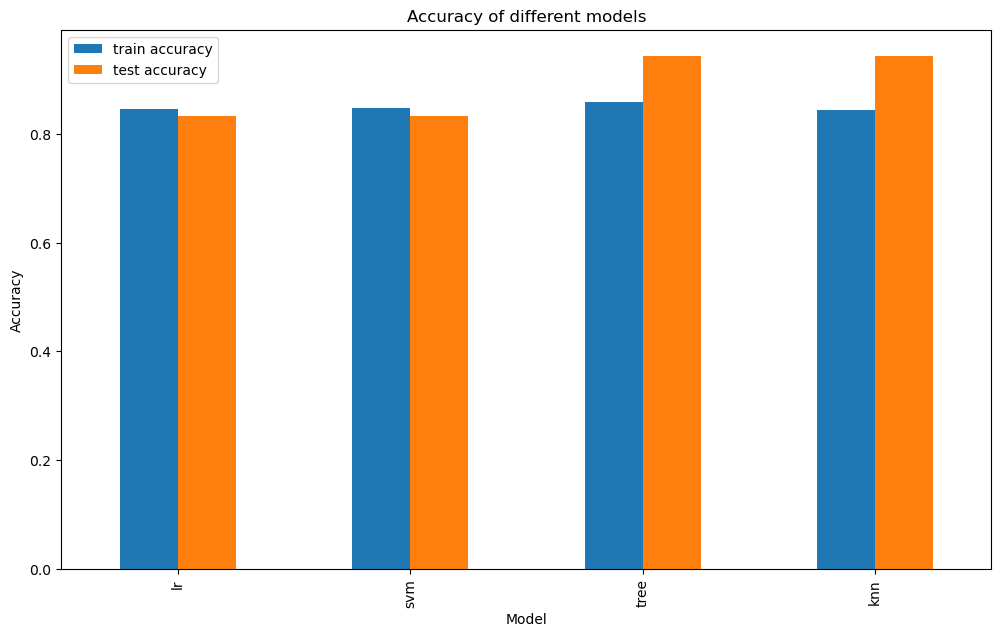 Accuracy of different models
train accuracy
test accuracy
Accuracy
0.8
0.6
0.4
0.2
0.0
lr
svm
tree
knn
Model